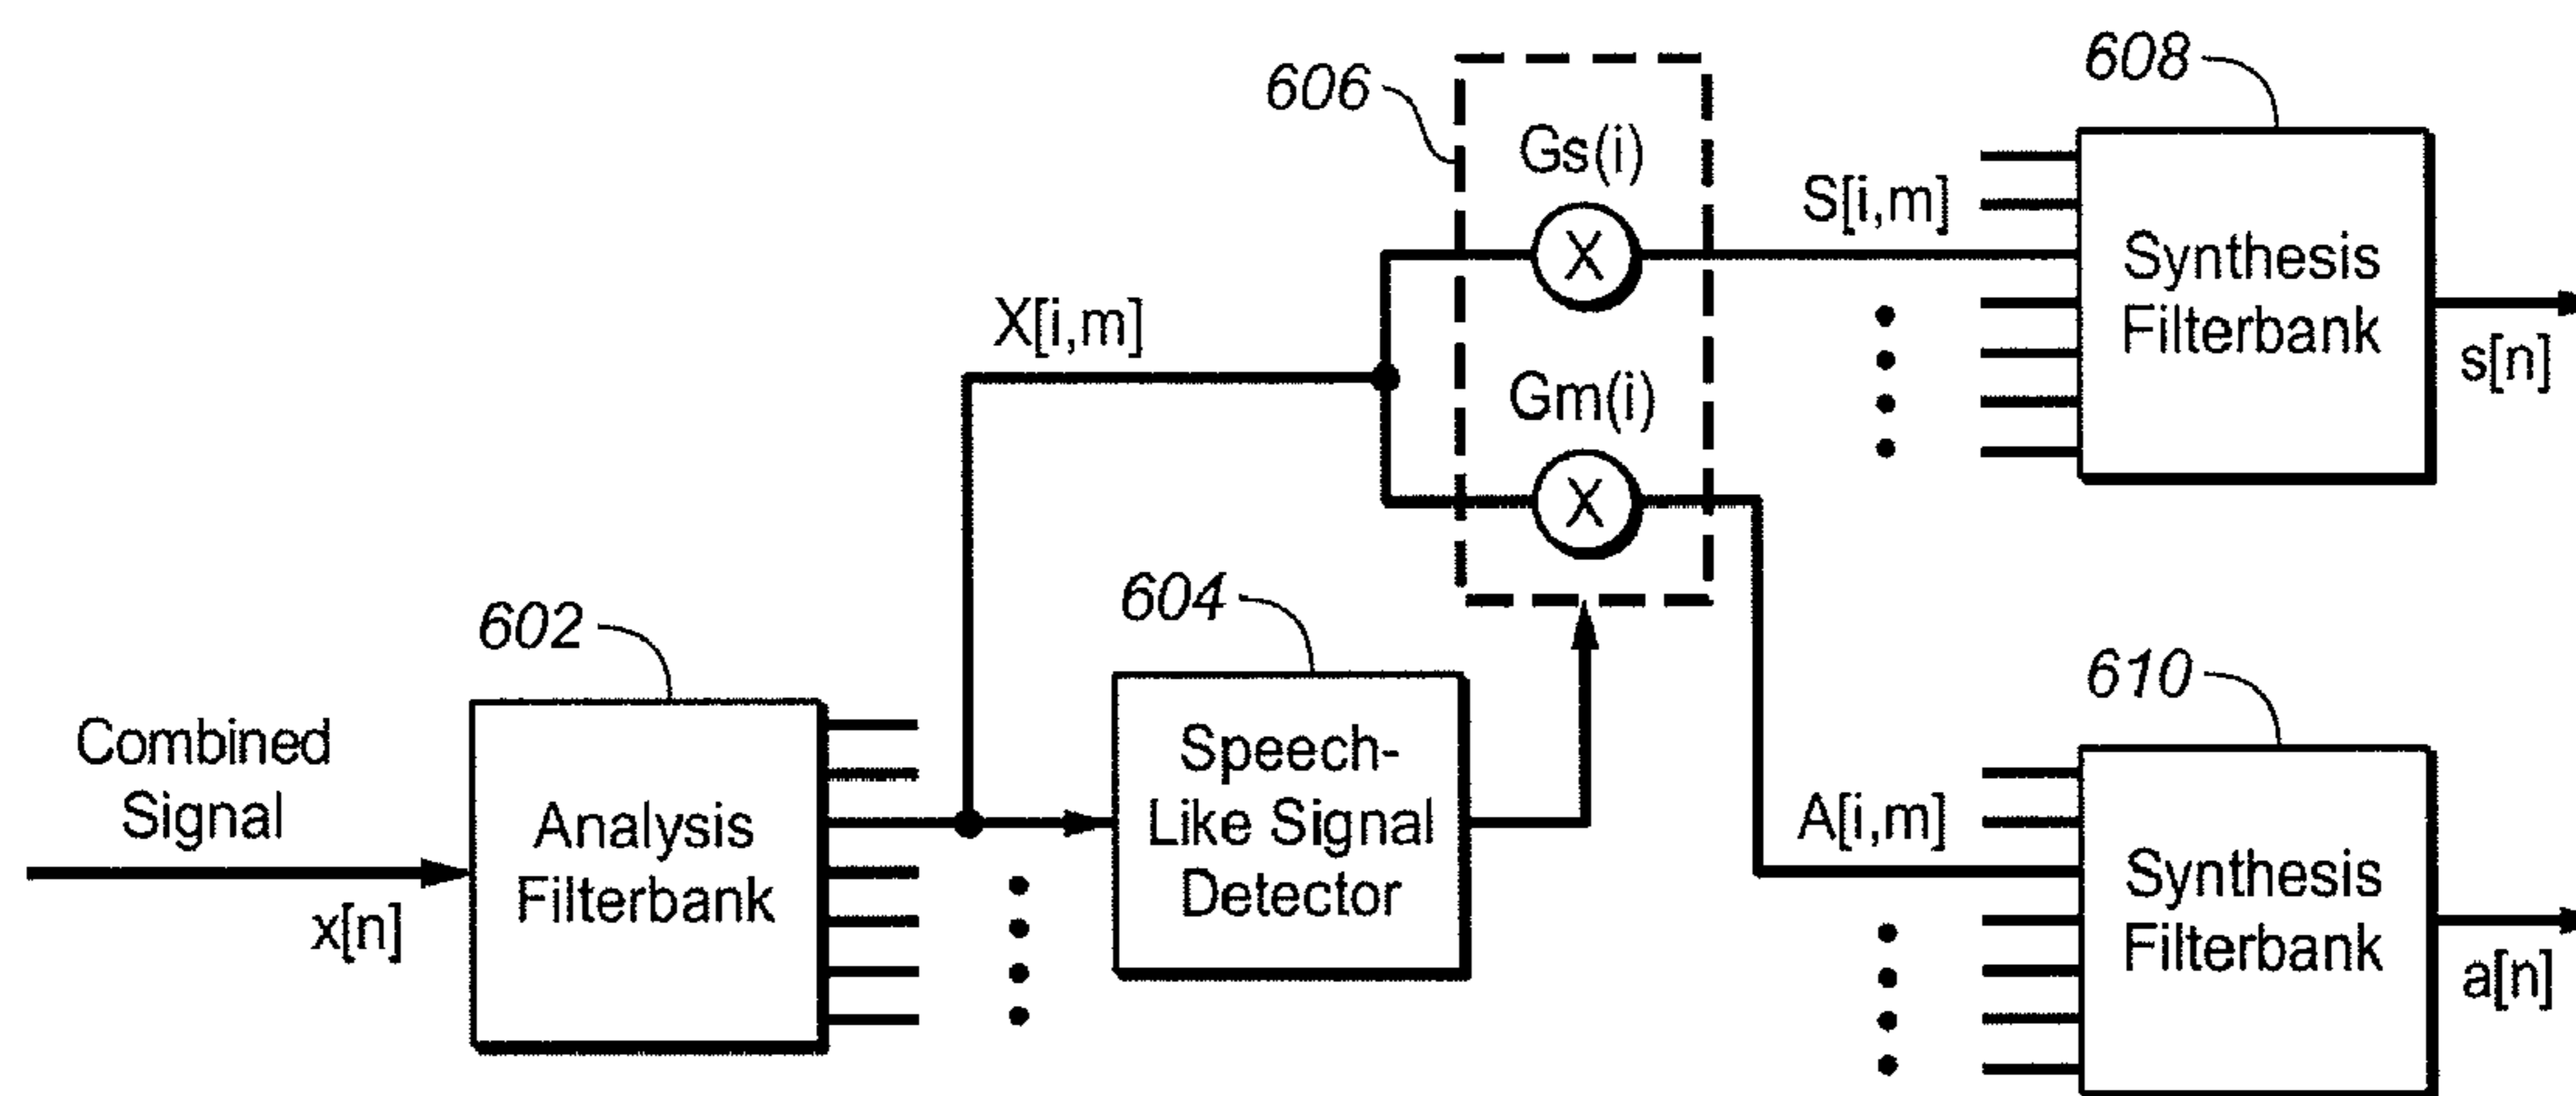 608
606
Gs(i)
S[i,m]
Synthesis
Filterbank
X[i,m]
s[n]
Gm(i)
X
X
604
602
610
Combined
Signal
x[n]
Analysis
Filterbank
Speech-
Like Signal
Detector
A[i,m]
Synthesis
Filterbank
a[n]